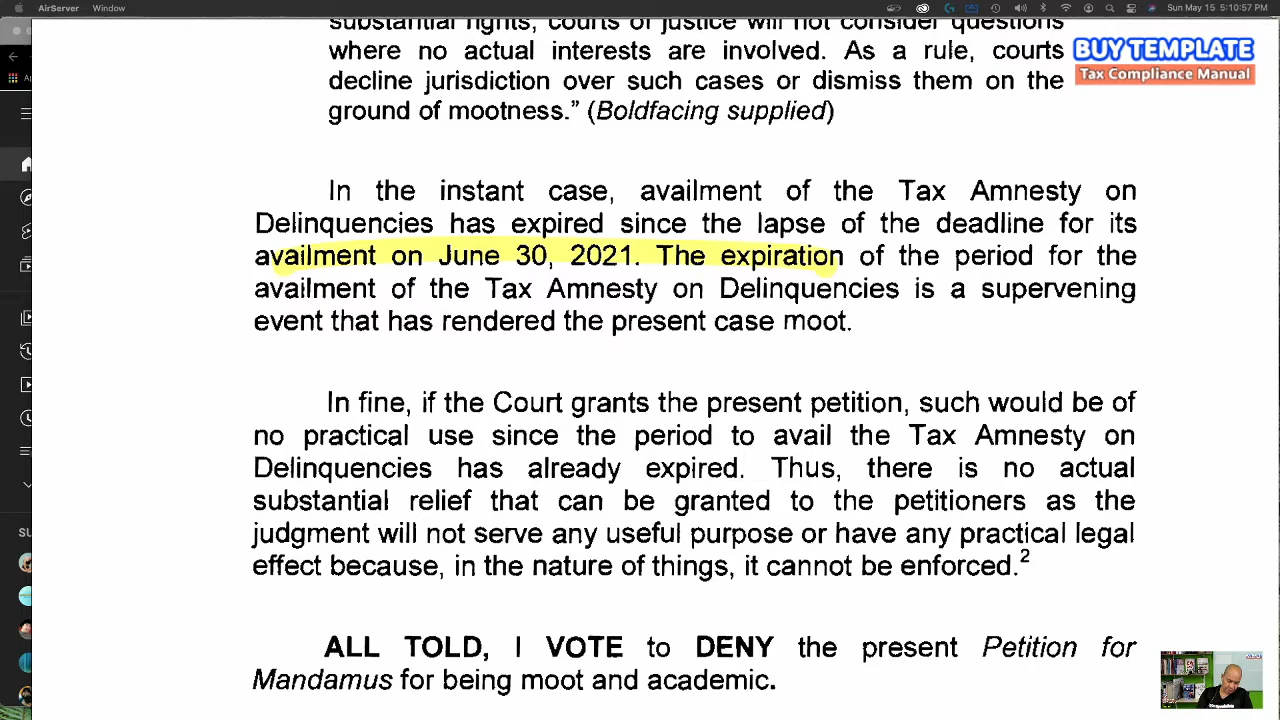 AirServer Window Sun May 15 5:10:57 PM
substantial rights, courts of justice will not consider questions
where no actual interests are involved. As a rule, courts
decline jurisdiction over such cases or dismiss them on the
ground of mootness.” (Boldfacing supplied)
BUY TEMPLATE
Tax Compliance Manual
In the instant case, availment of the Tax Amnesty on
Delinquencies has expired since the lapse of the deadline for its
availment on June 30, 2021. The expiration of the period for the
availment of the Tax Amnesty on Delinquencies is a supervening
event that has rendered the present case moot.
In fine, if the Court grants the present petition, such would be of
no practical use since the period to avail the Tax Amnesty on
Delinquencies has already expired. Thus, there is no actual
substantial relief that can be granted to the petitioners as the
judgment will not serve any useful purpose or have any practical legal
effect because, in the nature of things, it cannot be enforced.2
ALL TOLD, I VOTE to DENY the present Petition for
Mandamus for being moot and academic.